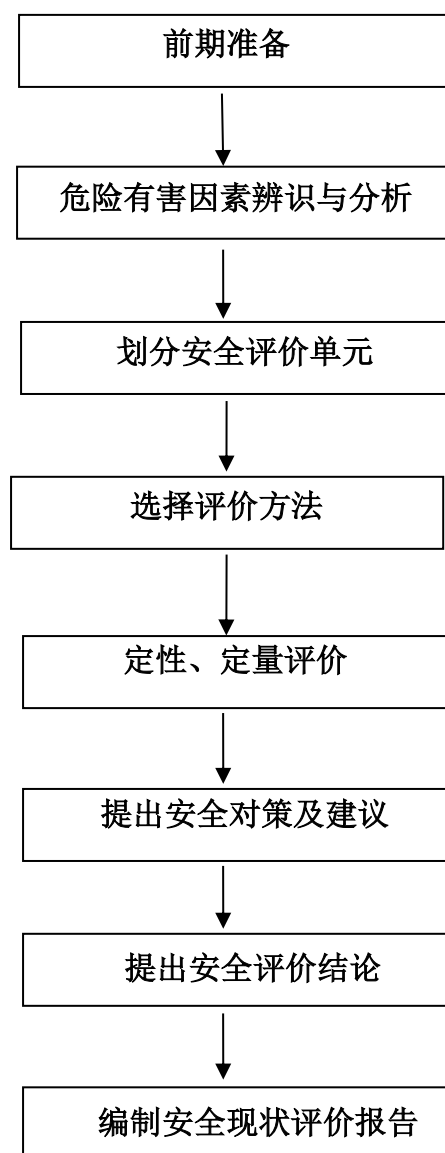 前期准备
危险有害因素辨识与分析
划分安全评价单元
选择评价方法
定性、定量评价
提出安全对策及建议
提出安全评价结论
编制安全现状评价报告